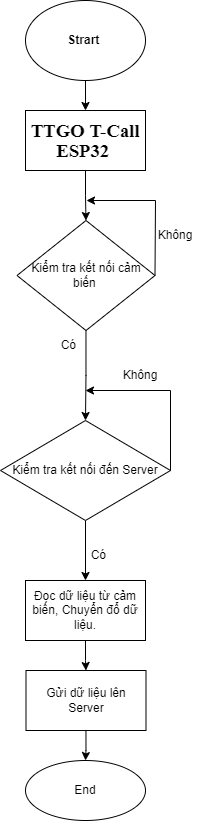 Strart
TTGO T-Call
ESP32
Không
Kiểm tra kết nối cảm
biến
Có
Không
Kiểm tra kết nối đến Server
Có
Đọc dữ liệu từ cảm
biến, Chuyển đổ dữ
liệu.
Gửi dữ liệu lên
Server
End